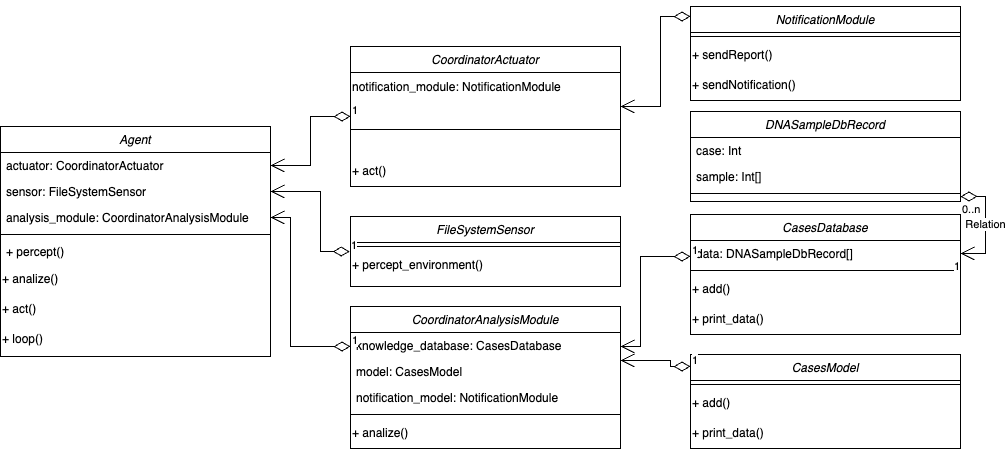 Agent
actuator: CoordinatorActuator
sensor: FileSystemSensor
analysis_module: CoordinatorAnalysisModule
+ percept()
+ analize()
+ act()
+ loop()
CoordinatorActuator
notification_module: NotificationModule
1
+ act()
FileSystemSensor
1
+ percept_environment()
CoordinatorAnalysisModule
1
knowledge_database: CasesDatabase
model: CasesModel
notification_model: NotificationModule
+ analize()
NotificationModule
+ sendReport()
+ sendNotification()
DNASampleDbRecord
case: Int
sample: Int[]
0..n
Relation
CasesDatabase
1
data: DNASampleDbRecord[]
1
+ add()
+ print_data()
CasesModel
1
+ add()
+ print_data()